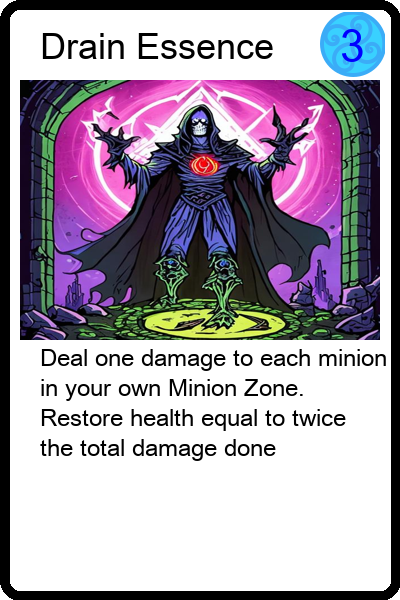 Drain Essence
3
Deal one damage to each minion
in your own Minion Zone.
Restore health equal to twice
the total damage done